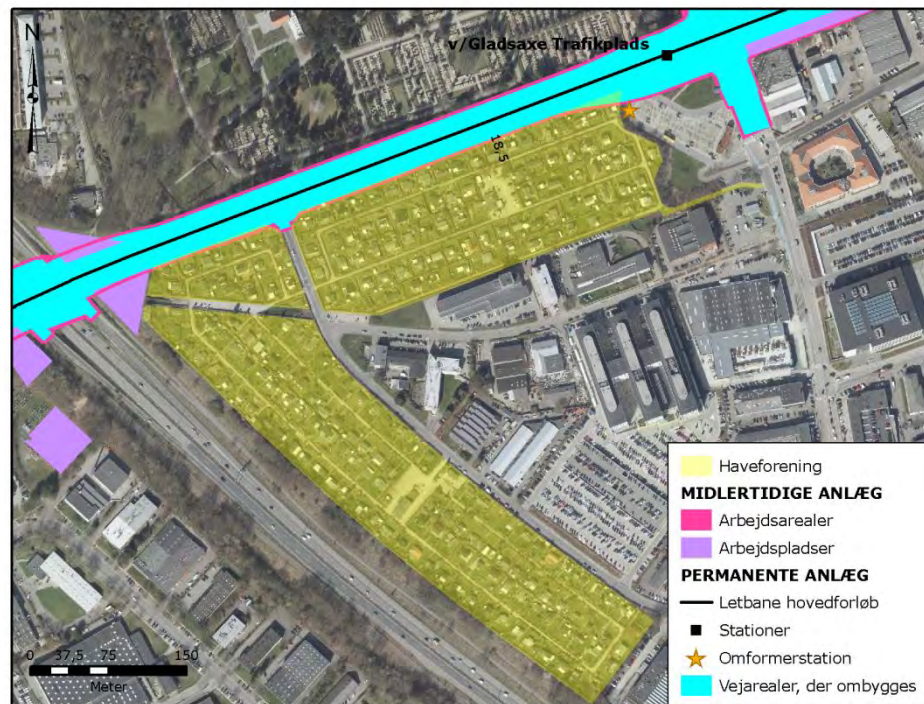 N
v/Gladsaxe Trafikplads
18,5
Haveforening
MIDLERTIDIGE ANLÆG
Arbejdsarealer
Arbejdspladser
PERMANENTE ANLÆG
Letbane hovedforløb
Stationer
Omformerstation
Vejarealer, der ombygges
0 37,5 75 150
Meter